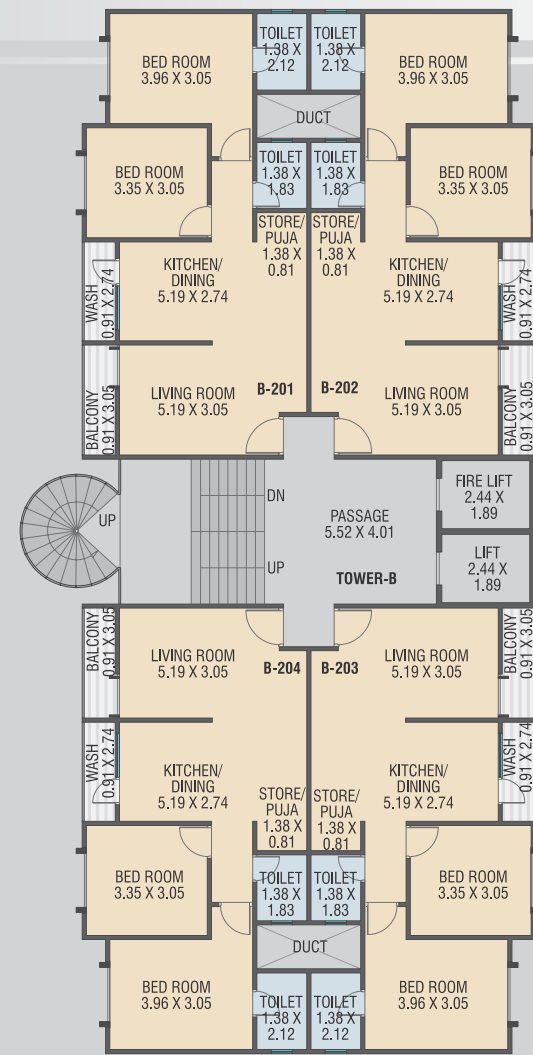 TOILET
1.38 X
2.12
TOILET
1.38 X
2.12
BED ROOM
3.96 X 3.05
BED ROOM
3.96 X 3.05
DUCT
BED ROOM
3.35 X 3.05
TOILET
1.38 X
1.83
TOILET
1.38 X
1.83
BED ROOM
3.35 X 3.05
STORE/
PUJA
1.38 X
0.81
STORE/
PUJA
1.38 X
0.81
WASH
0.91 X 2.74
KITCHEN/
DINING
5.19 X 2.74
KITCHEN/
DINING
5.19 X 2.74
WASH
0.91 X 2.74
BALCONY
0.91 X 3.05
LIVING ROOM
5.19 X 3.05
B-201
B-202
LIVING ROOM
5.19 X 3.05
BALCONY
0.91 X 3.05
FIRE LIFT
2.44 X
1.89
DN
UP
PASSAGE
5.52 X 4.01
LIFT
2.44 X
1.89
UP
TOWER-B
BALCONY
0.91 X 3.05
LIVING ROOM
5.19 X 3.05
B-204
B-203
LIVING ROOM
5.19 X 3.05
BALCONY
0.91 X 3.05
WASH
0.91 X 2.74
KITCHEN/
DINING
5.19 X 2.74
KITCHEN/
DINING
5.19 X 2.74
WASH
0.91 X 2.74
STORE/
PUJA
1.38 X
0.81
STORE/
PUJA
1.38 X
0.81
BED ROOM
3.35 X 3.05
TOILET
1.38 X
1.83
TOILET
1.38 X
1.83
BED ROOM
3.35 X 3.05
DUCT
BED ROOM
3.96 X 3.05
TOILET
1.38 X
2.12
TOILET
1.38 X
2.12
BED ROOM
3.96 X 3.05